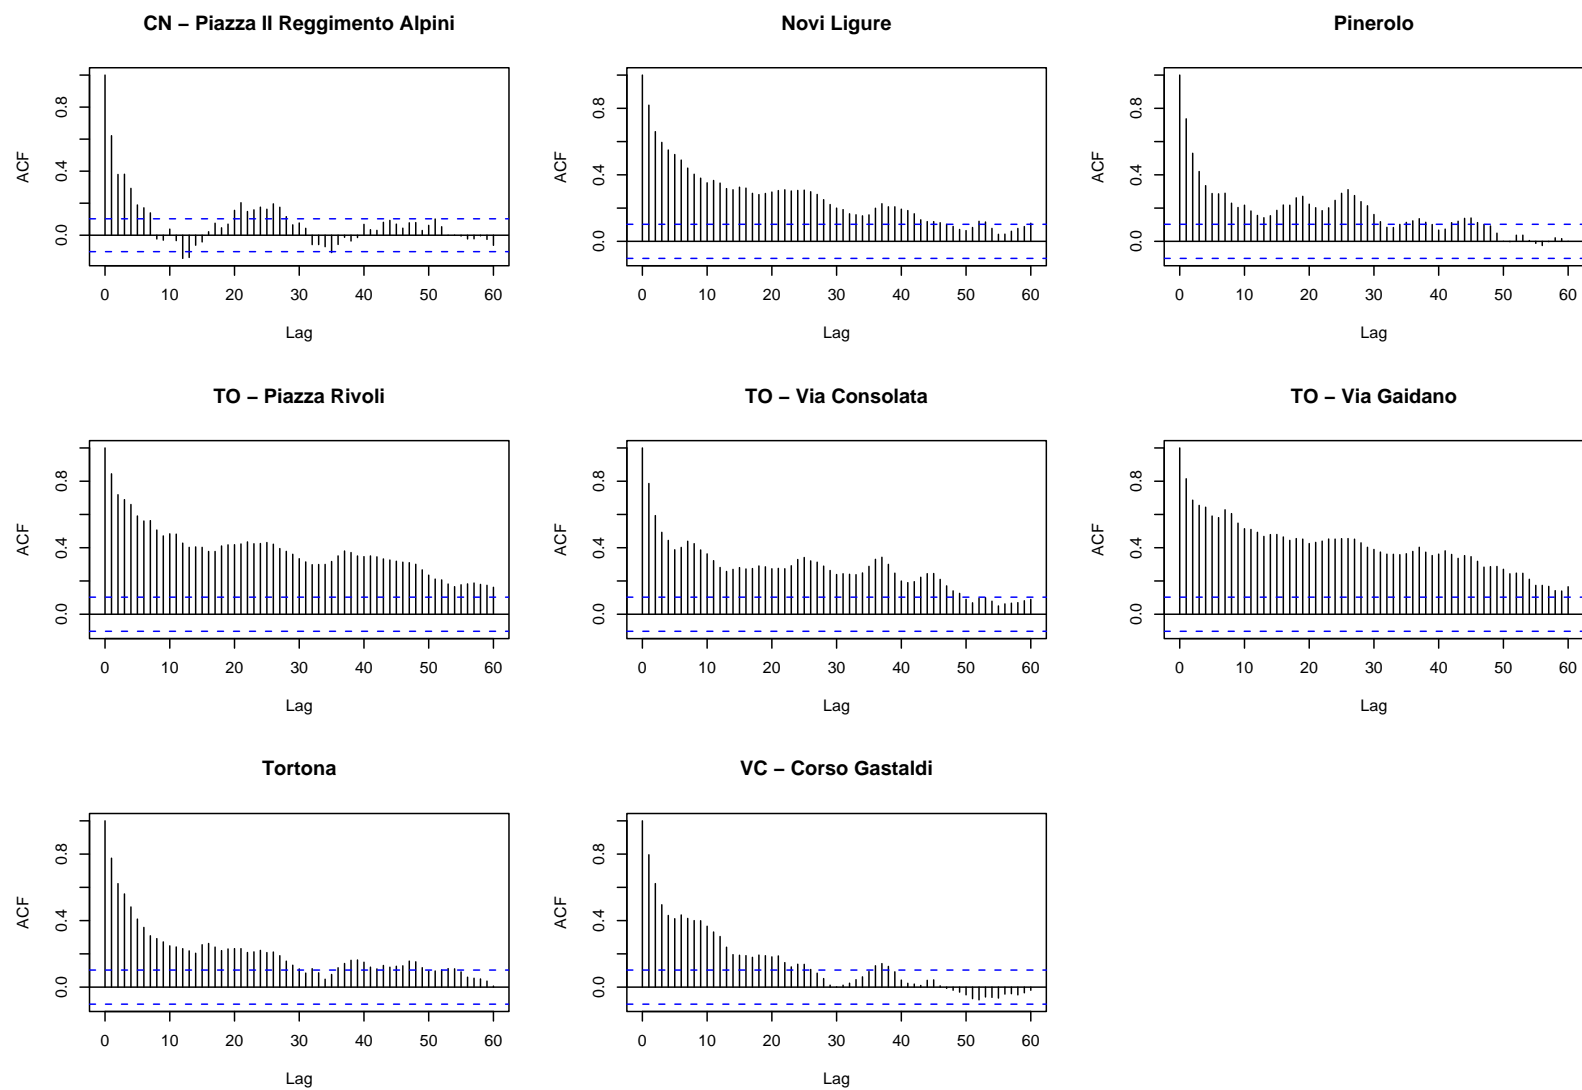 CN – Piazza II Reggimento Alpini
Novi Ligure
Pinerolo
ACF
0.0 0.4 0.8
0 10 20 30 40 50 60
Lag
ACF
0.0 0.4 0.8
0 10 20 30 40 50 60
Lag
ACF
0.0 0.4 0.8
0 10 20 30 40 50 60
Lag
TO – Piazza Rivoli
TO – Via Consolata
TO – Via Gaidano
ACF
0.0 0.4 0.8
0 10 20 30 40 50 60
Lag
ACF
0.0 0.4 0.8
0 10 20 30 40 50 60
Lag
ACF
0.0 0.4 0.8
0 10 20 30 40 50 60
Lag
Tortona
VC – Corso Gastaldi
ACF
0.0 0.4 0.8
0 10 20 30 40 50 60
Lag
ACF
0.0 0.4 0.8
0 10 20 30 40 50 60
Lag